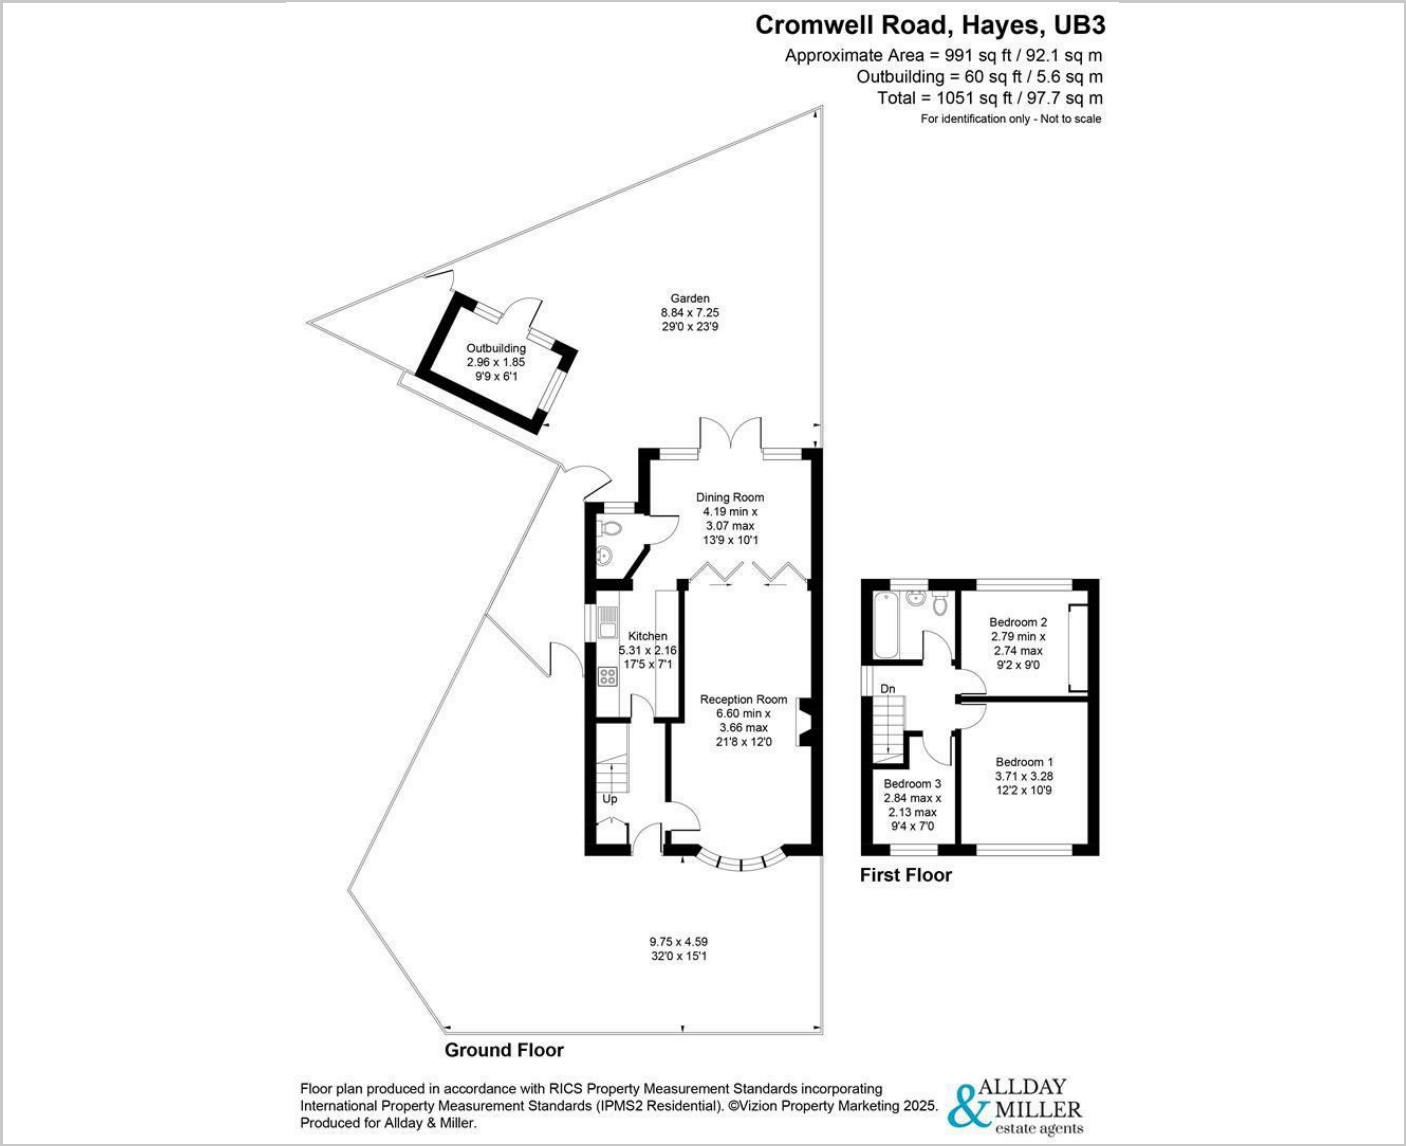 Cromwell Road, Hayes, UB3
Approximate Area = 991 sq ft / 92.1 sq m
Outbuilding = 60 sq ft / 5.6 sq m
Total = 1051 sq ft / 97.7 sq m
For identification only - Not to scale
Garden
8.84 x 7.25
29'0 x 23'9
Outbuilding
2.96 x 1.85
9'9 x 6'1
Dining Room
4.19 min x
3.07 max
13'9 x 10'1
Kitchen
5.31 x 2.16
17'5 x 7'1
Reception Room
6.60 min x
3.66 max
21'8 x 12'0
Up
9.75 x 4.59
32'0 x 15'1
Ground Floor
Bedroom 2
2.79 min x
2.74 max
9'2 x 9'0
Dn
Bedroom 1
3.71 x 3.28
12'2 x 10'9
Bedroom 3
2.84 max x
2.13 max
9'4 x 7'0
First Floor
Floor plan produced in accordance with RICS Property Measurement Standards incorporating
International Property Measurement Standards (IPMS2 Residential). ©Vizion Property Marketing 2025.
Produced for Allday & Miller.
ALLDAY
& MILLER
estate agents